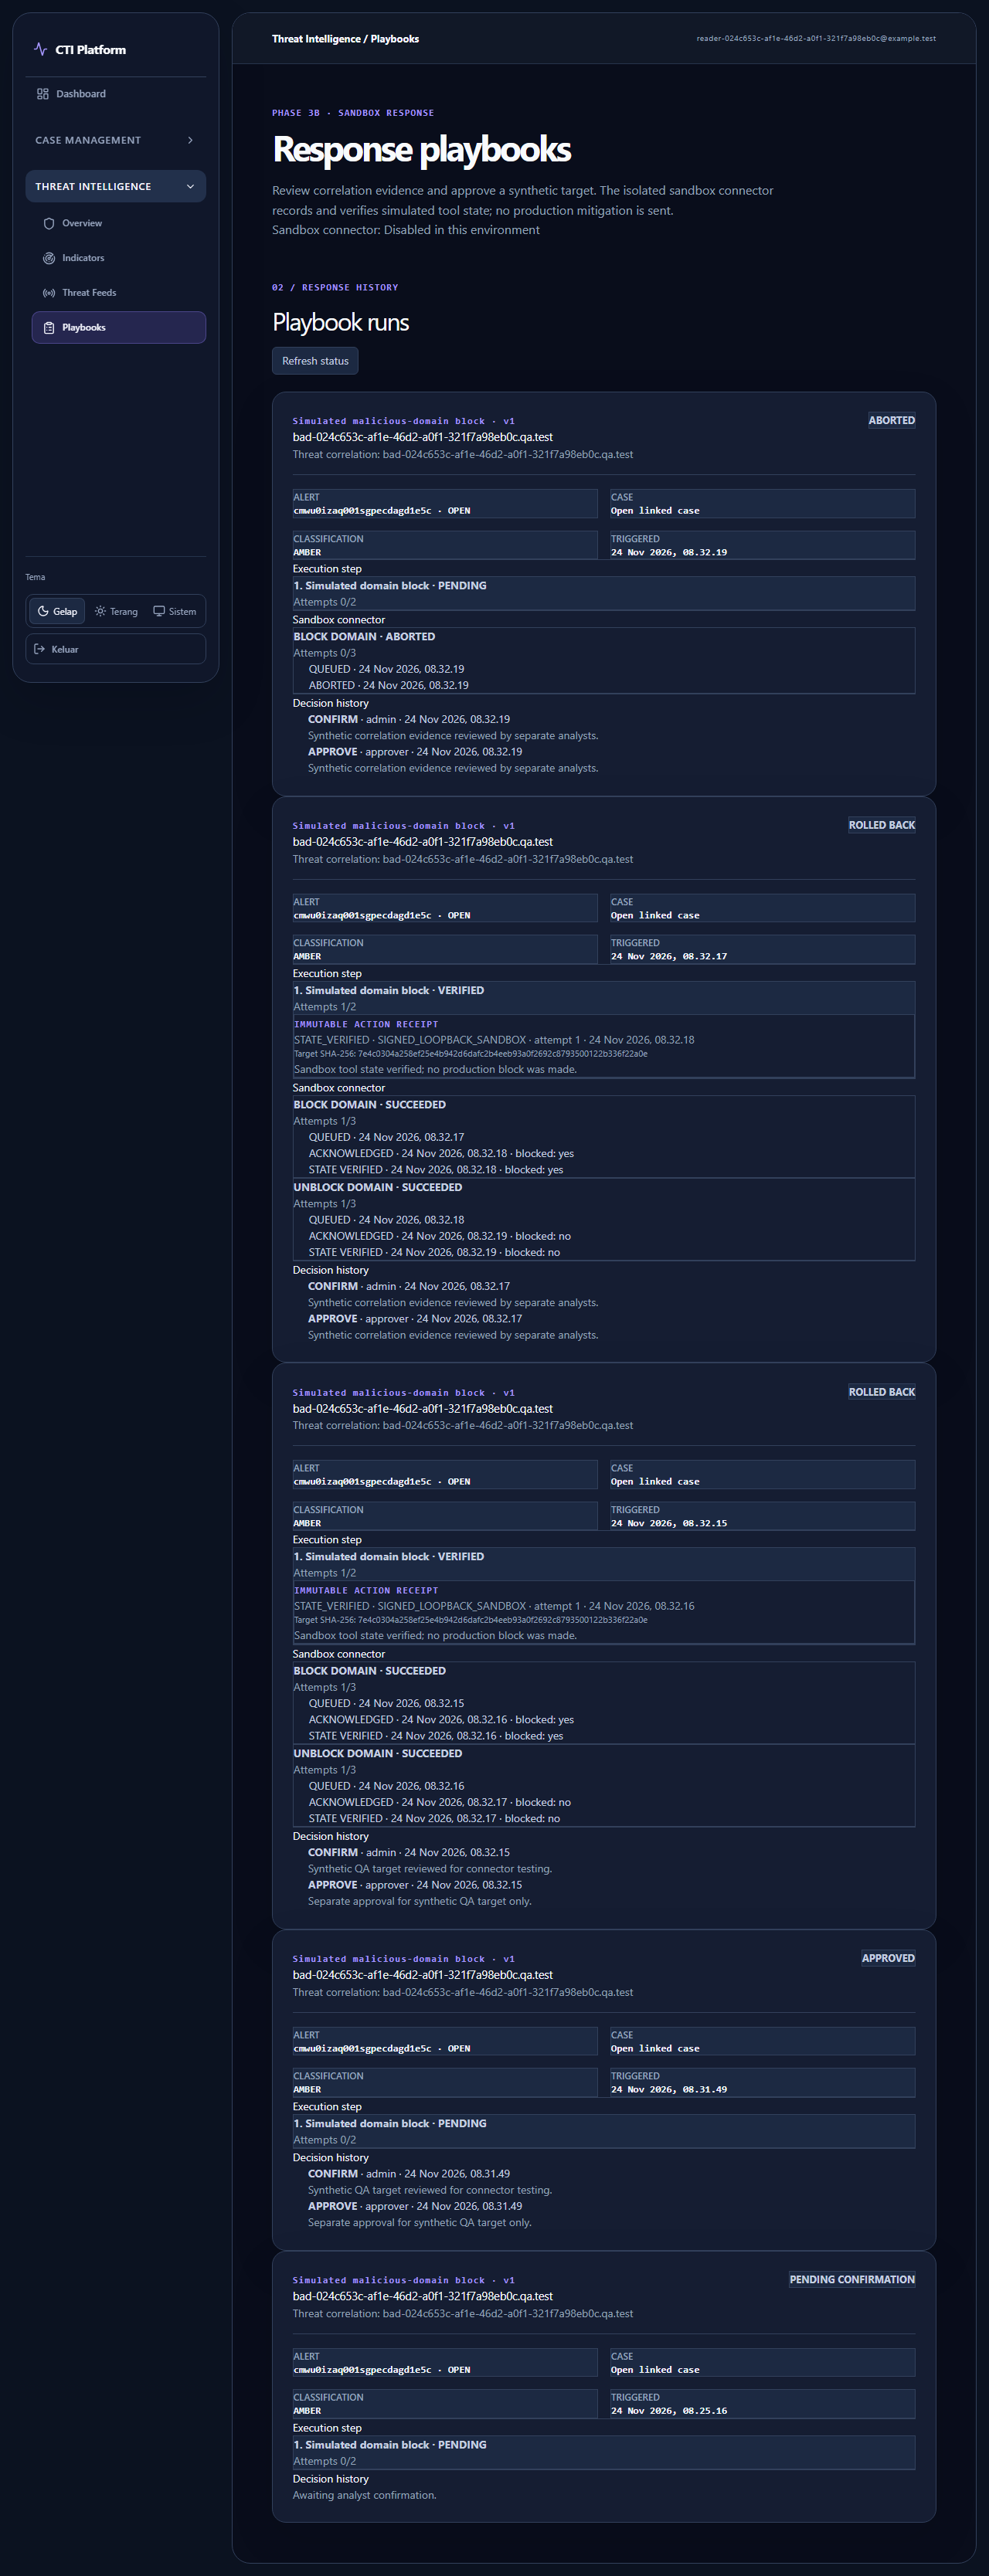 CTI Platform
Dashboard
CASE MANAGEMENT
THREAT INTELLIGENCE
Overview
Indicators
Threat Feeds
Playbooks
Tema
Gelap
Terang
Sistem
Keluar
Threat Intelligence / Playbooks
reader-024c653c-af1e-46d2-a0f1-321f7a98eb0c@example.test
PHASE 3B · SANDBOX RESPONSE
Response playbooks
Review correlation evidence and approve a synthetic target. The isolated sandbox connector
records and verifies simulated tool state; no production mitigation is sent.
Sandbox connector: Disabled in this environment
02 / RESPONSE HISTORY
Playbook runs
Refresh status
Simulated malicious-domain block · v1
ABORTED
bad-024c653c-af1e-46d2-a0f1-321f7a98eb0c.qa.test
Threat correlation: bad-024c653c-af1e-46d2-a0f1-321f7a98eb0c.qa.test
ALERT
cmwu0izaq001sgpecdagd1e5c · OPEN
CASE
Open linked case
CLASSIFICATION
AMBER
TRIGGERED
24 Nov 2026, 08.32.19
Execution step
1. Simulated domain block · PENDING
Attempts 0/2
Sandbox connector
BLOCK DOMAIN · ABORTED
Attempts 0/3
QUEUED · 24 Nov 2026, 08.32.19
ABORTED · 24 Nov 2026, 08.32.19
Decision history
CONFIRM · admin · 24 Nov 2026, 08.32.19
Synthetic correlation evidence reviewed by separate analysts.
APPROVE · approver · 24 Nov 2026, 08.32.19
Synthetic correlation evidence reviewed by separate analysts.
Simulated malicious-domain block · v1
ROLLED BACK
bad-024c653c-af1e-46d2-a0f1-321f7a98eb0c.qa.test
Threat correlation: bad-024c653c-af1e-46d2-a0f1-321f7a98eb0c.qa.test
ALERT
cmwu0izaq001sgpecdagd1e5c · OPEN
CASE
Open linked case
CLASSIFICATION
AMBER
TRIGGERED
24 Nov 2026, 08.32.17
Execution step
1. Simulated domain block · VERIFIED
Attempts 1/2
IMMUTABLE ACTION RECEIPT
STATE_VERIFIED · SIGNED_LOOPBACK_SANDBOX · attempt 1 · 24 Nov 2026, 08.32.18
Target SHA-256: 7e4c0304a258ef25e4b942d6dafc2b4eeb93a0f2692c8793500122b336f22a0e
Sandbox tool state verified; no production block was made.
Sandbox connector
BLOCK DOMAIN · SUCCEEDED
Attempts 1/3
QUEUED · 24 Nov 2026, 08.32.17
ACKNOWLEDGED · 24 Nov 2026, 08.32.18 · blocked: yes
STATE VERIFIED · 24 Nov 2026, 08.32.18 · blocked: yes
UNBLOCK DOMAIN · SUCCEEDED
Attempts 1/3
QUEUED · 24 Nov 2026, 08.32.18
ACKNOWLEDGED · 24 Nov 2026, 08.32.19 · blocked: no
STATE VERIFIED · 24 Nov 2026, 08.32.19 · blocked: no
Decision history
CONFIRM · admin · 24 Nov 2026, 08.32.17
Synthetic correlation evidence reviewed by separate analysts.
APPROVE · approver · 24 Nov 2026, 08.32.17
Synthetic correlation evidence reviewed by separate analysts.
Simulated malicious-domain block · v1
ROLLED BACK
bad-024c653c-af1e-46d2-a0f1-321f7a98eb0c.qa.test
Threat correlation: bad-024c653c-af1e-46d2-a0f1-321f7a98eb0c.qa.test
ALERT
cmwu0izaq001sgpecdagd1e5c · OPEN
CASE
Open linked case
CLASSIFICATION
AMBER
TRIGGERED
24 Nov 2026, 08.32.15
Execution step
1. Simulated domain block · VERIFIED
Attempts 1/2
IMMUTABLE ACTION RECEIPT
STATE_VERIFIED · SIGNED_LOOPBACK_SANDBOX · attempt 1 · 24 Nov 2026, 08.32.16
Target SHA-256: 7e4c0304a258ef25e4b942d6dafc2b4eeb93a0f2692c8793500122b336f22a0e
Sandbox tool state verified; no production block was made.
Sandbox connector
BLOCK DOMAIN · SUCCEEDED
Attempts 1/3
QUEUED · 24 Nov 2026, 08.32.15
ACKNOWLEDGED · 24 Nov 2026, 08.32.16 · blocked: yes
STATE VERIFIED · 24 Nov 2026, 08.32.16 · blocked: yes
UNBLOCK DOMAIN · SUCCEEDED
Attempts 1/3
QUEUED · 24 Nov 2026, 08.32.16
ACKNOWLEDGED · 24 Nov 2026, 08.32.17 · blocked: no
STATE VERIFIED · 24 Nov 2026, 08.32.17 · blocked: no
Decision history
CONFIRM · admin · 24 Nov 2026, 08.32.15
Synthetic QA target reviewed for connector testing.
APPROVE · approver · 24 Nov 2026, 08.32.15
Separate approval for synthetic QA target only.
Simulated malicious-domain block · v1
APPROVED
bad-024c653c-af1e-46d2-a0f1-321f7a98eb0c.qa.test
Threat correlation: bad-024c653c-af1e-46d2-a0f1-321f7a98eb0c.qa.test
ALERT
cmwu0izaq001sgpecdagd1e5c · OPEN
CASE
Open linked case
CLASSIFICATION
AMBER
TRIGGERED
24 Nov 2026, 08.31.49
Execution step
1. Simulated domain block · PENDING
Attempts 0/2
Decision history
CONFIRM · admin · 24 Nov 2026, 08.31.49
Synthetic QA target reviewed for connector testing.
APPROVE · approver · 24 Nov 2026, 08.31.49
Separate approval for synthetic QA target only.
Simulated malicious-domain block · v1
PENDING CONFIRMATION
bad-024c653c-af1e-46d2-a0f1-321f7a98eb0c.qa.test
Threat correlation: bad-024c653c-af1e-46d2-a0f1-321f7a98eb0c.qa.test
ALERT
cmwu0izaq001sgpecdagd1e5c · OPEN
CASE
Open linked case
CLASSIFICATION
AMBER
TRIGGERED
24 Nov 2026, 08.25.16
Execution step
1. Simulated domain block · PENDING
Attempts 0/2
Decision history
Awaiting analyst confirmation.